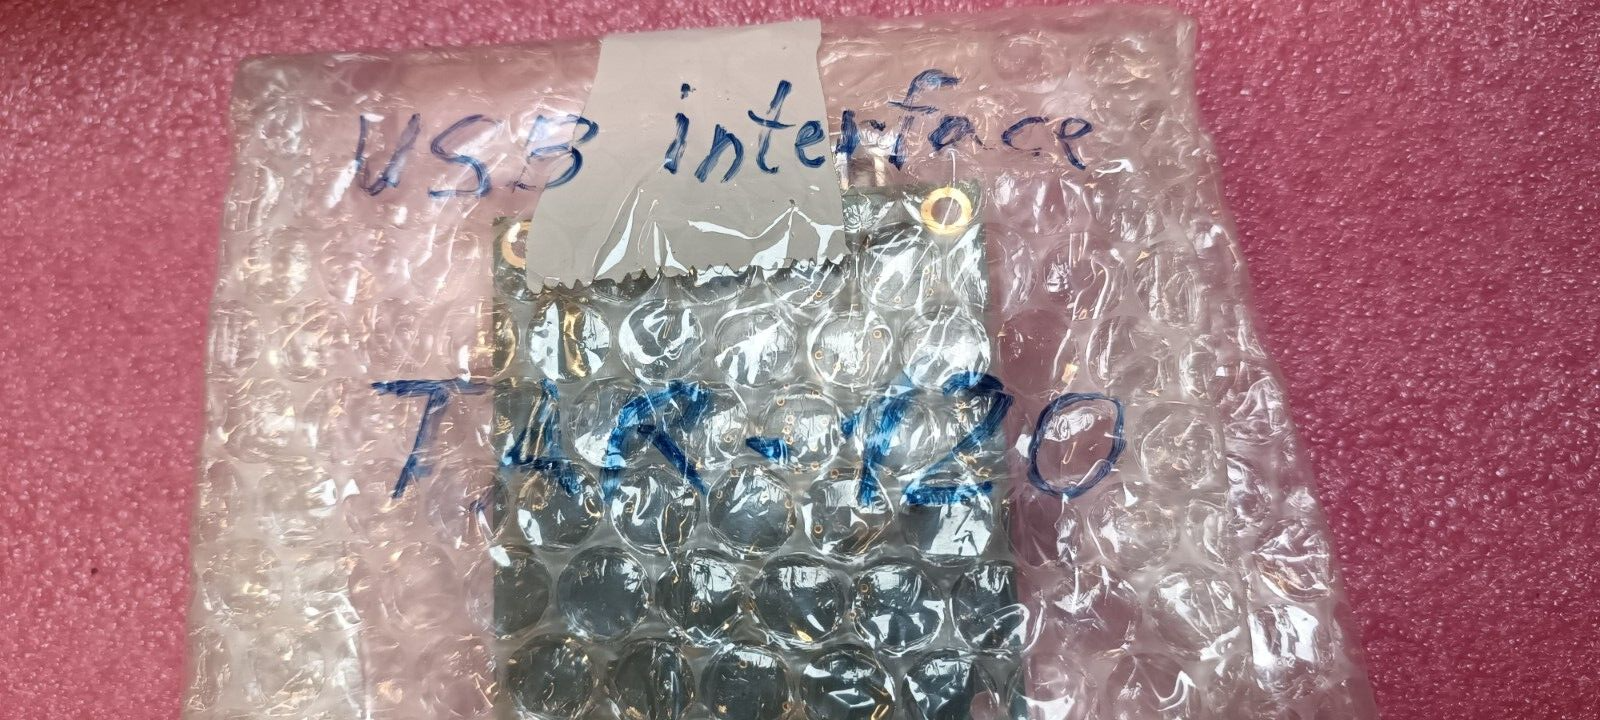 USB interface
TAR-120